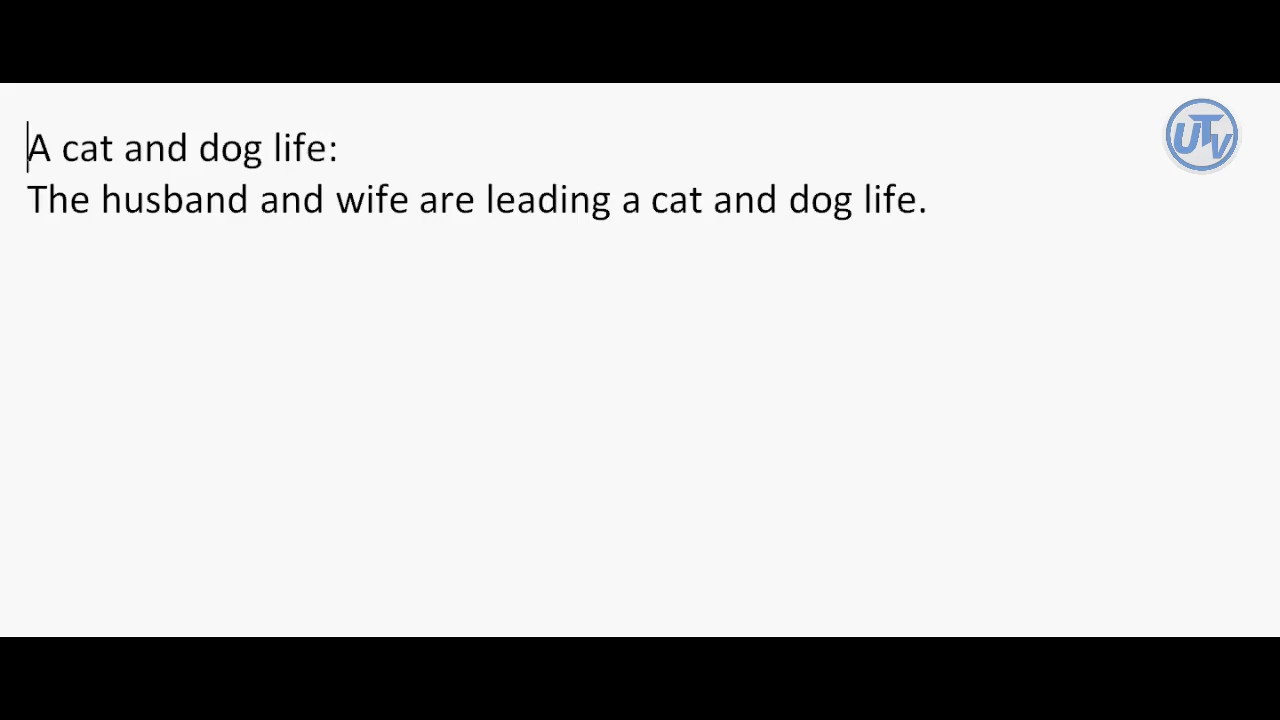 A cat and dog life:
The husband and wife are leading a cat and dog life.
UTV